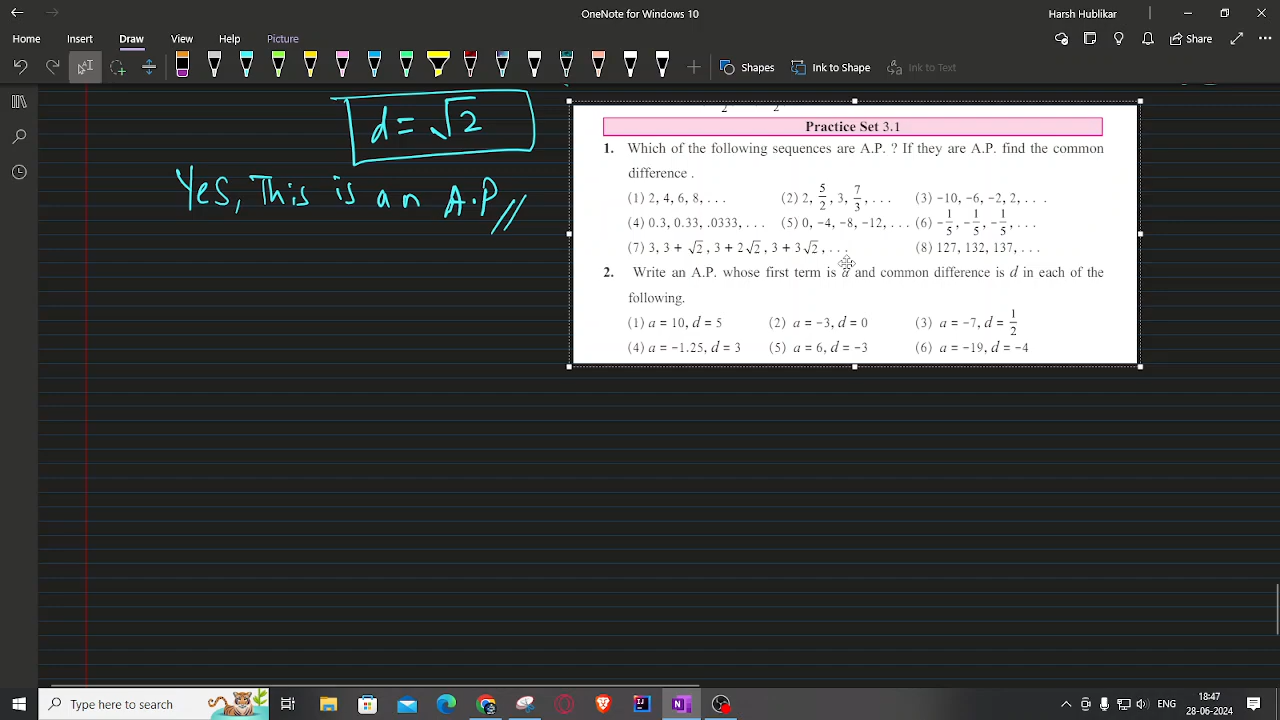 OneNote for Windows 10
Harsh Hublikar
Home Insert Draw View Help Picture
Share
Shapes Ink to Shape Ink to Text
d = √2
Yes, This is an A.P //
2 2
Practice Set 3.1
1. Which of the following sequences are A.P. ? If they are A.P. find the common
difference .
(1) 2, 4, 6, 8, . . . (2) 2, 5/2, 3, 7/3, . . . (3) -10, -6, -2, 2, . . .
(4) 0.3, 0.33, .0333, . . . (5) 0, -4, -8, -12, . . . (6) -1/5, -1/5, -1/5, . . .
(7) 3, 3 + √2, 3 + 2√2, 3 + 3√2, . . . (8) 127, 132, 137, . . .
2. Write an A.P. whose first term is a and common difference is d in each of the
following.
(1) a = 10, d = 5 (2) a = -3, d = 0 (3) a = -7, d = 1/2
(4) a = -1.25, d = 3 (5) a = 6, d = -3 (6) a = -19, d = -4
Type here to search
18:47
28-06-2024